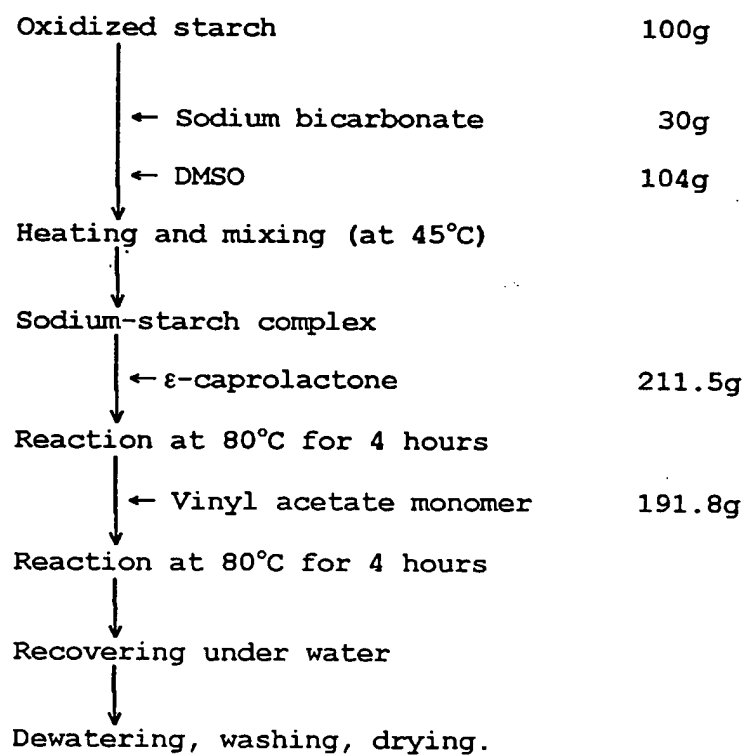 Oxidized starch 100g
← Sodium bicarbonate 30g
← DMSO 104g
Heating and mixing (at 45°C)
Sodium-starch complex
← ε-caprolactone 211.5g
Reaction at 80°C for 4 hours
← Vinyl acetate monomer 191.8g
Reaction at 80°C for 4 hours
Recovering under water
Dewatering, washing, drying.